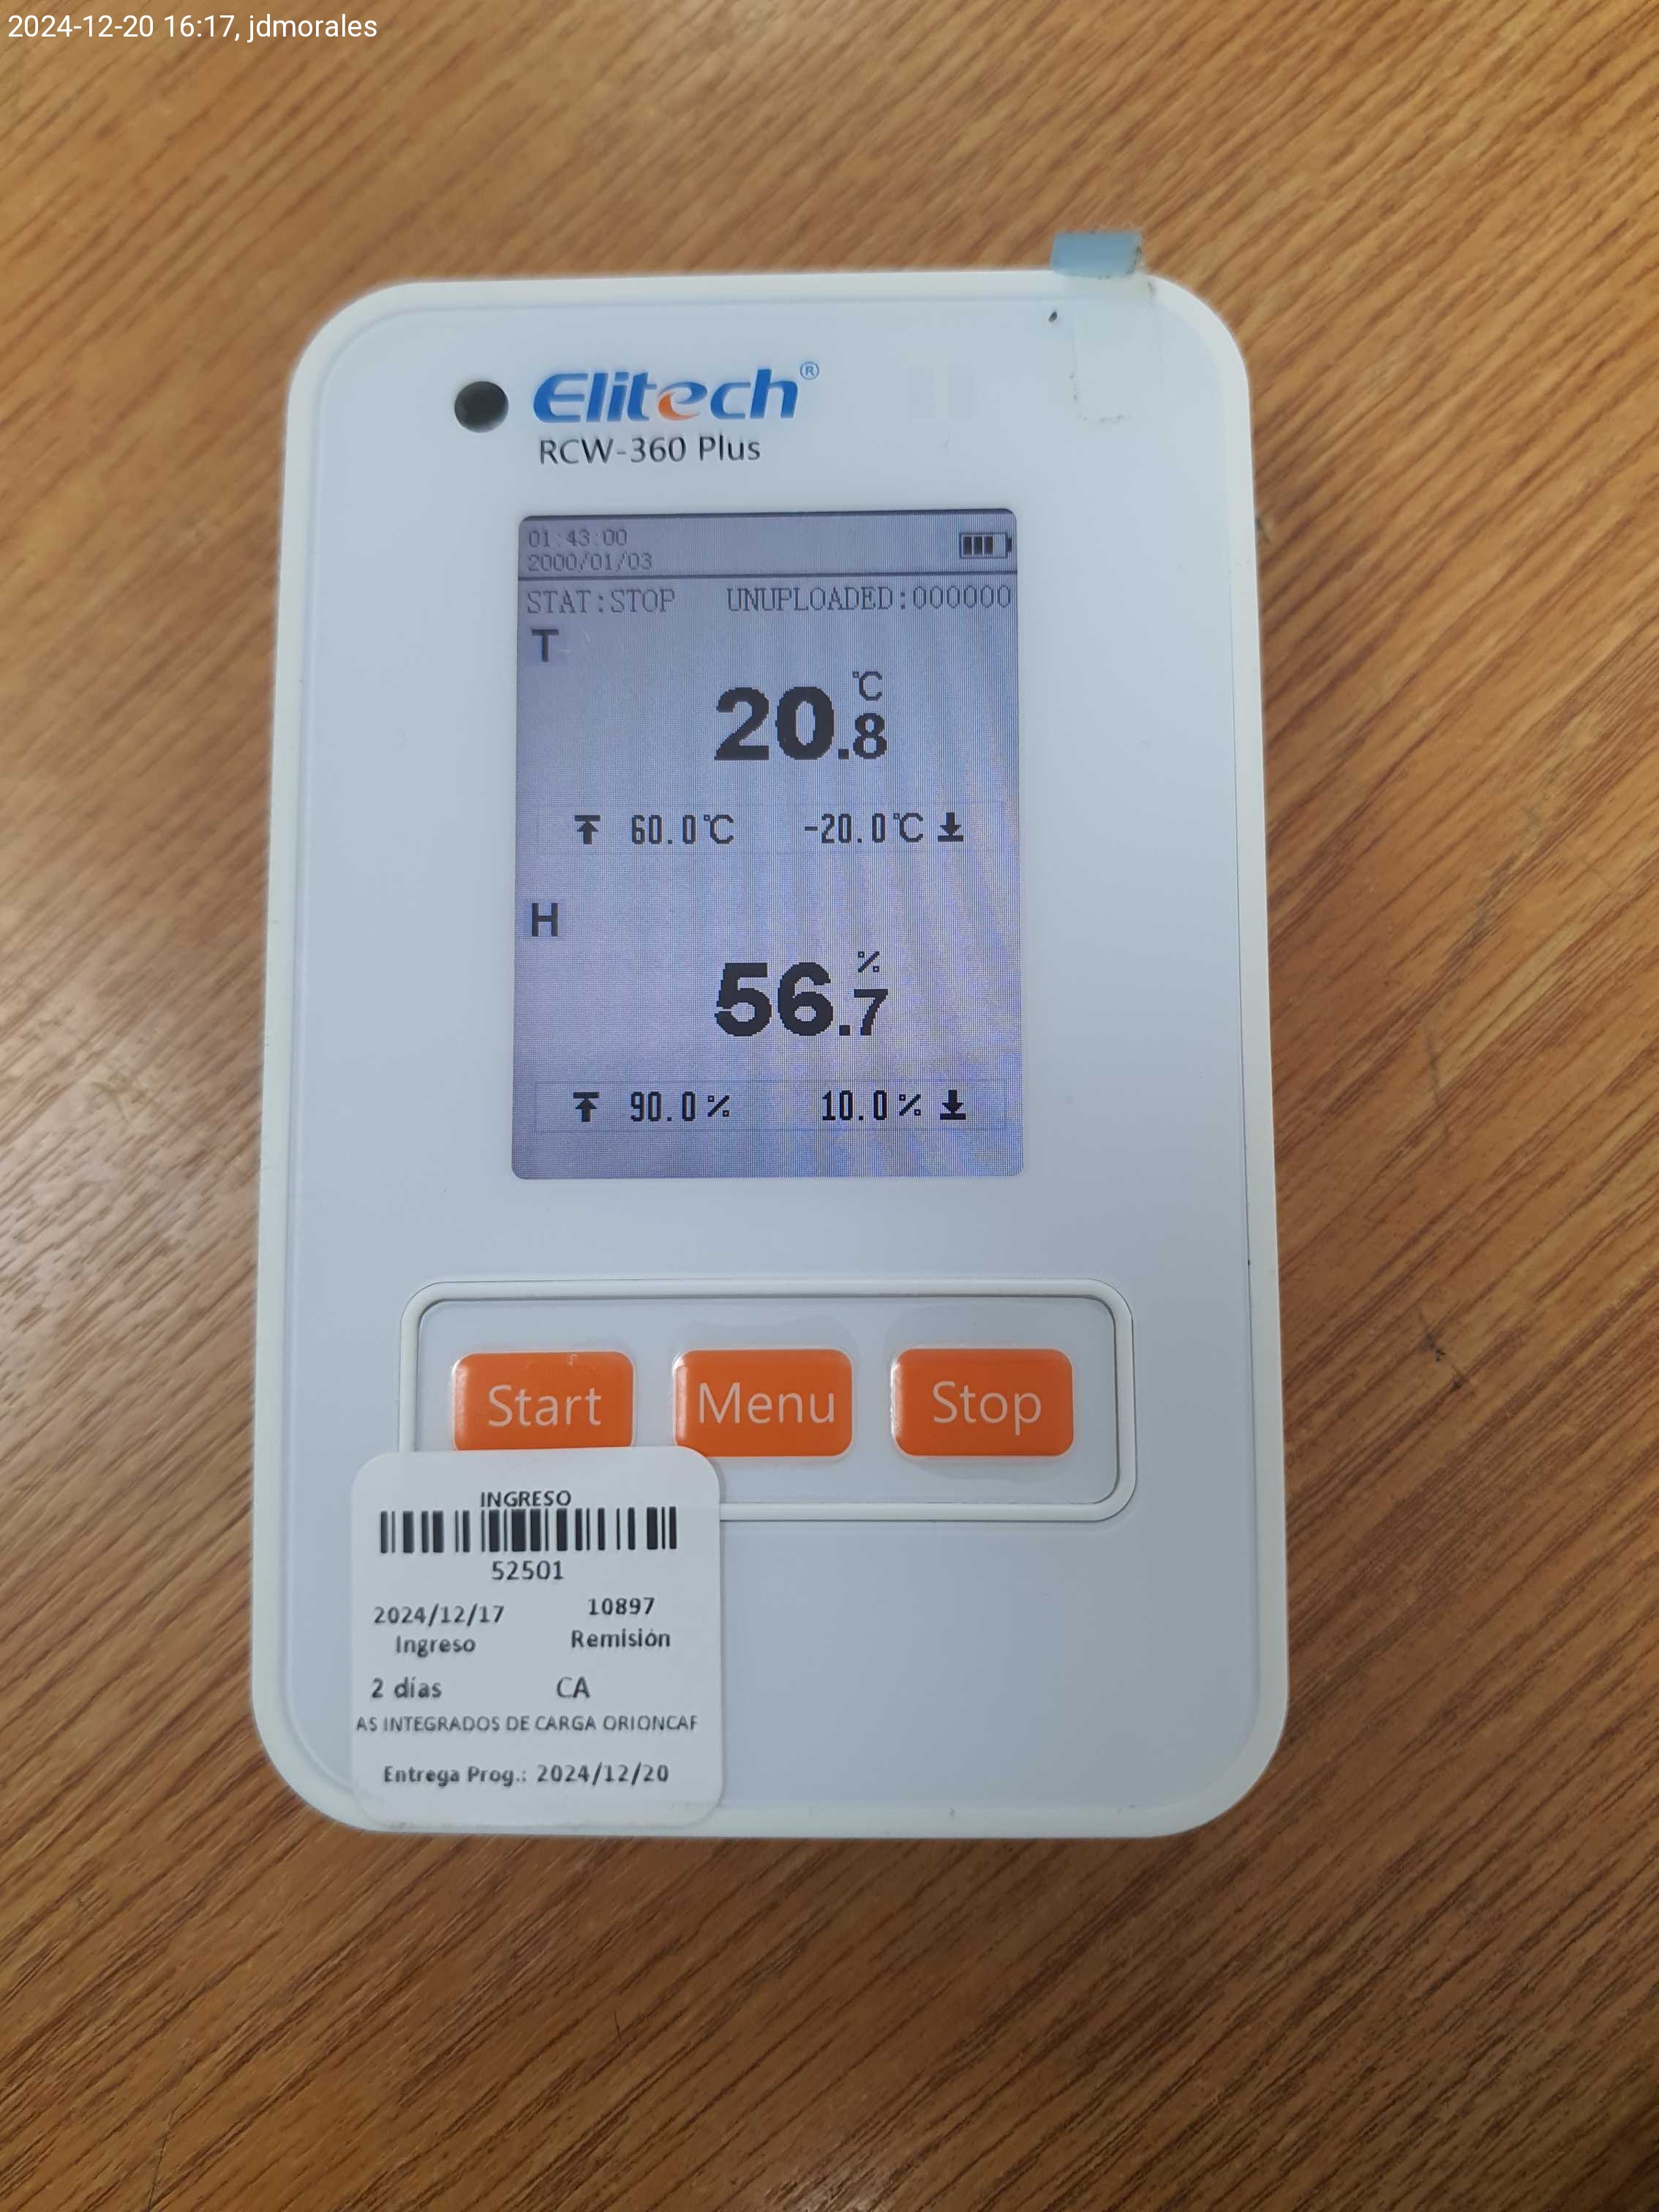 2024-12-20 16:17, jdmorales
Elitech®
RCW-360 Plus
01:43:00
2000/01/03
STAT:STOP UNUPLOADED:000000
T
20.8 ℃
60.0℃ -20.0℃
H
56.7 %
90.0% 10.0%
Start Menu Stop
INGRESO
52501
2024/12/17 10897
Ingreso Remisión
2 días CA
AS INTEGRADOS DE CARGA ORIONCAR
Entrega Prog.: 2024/12/20